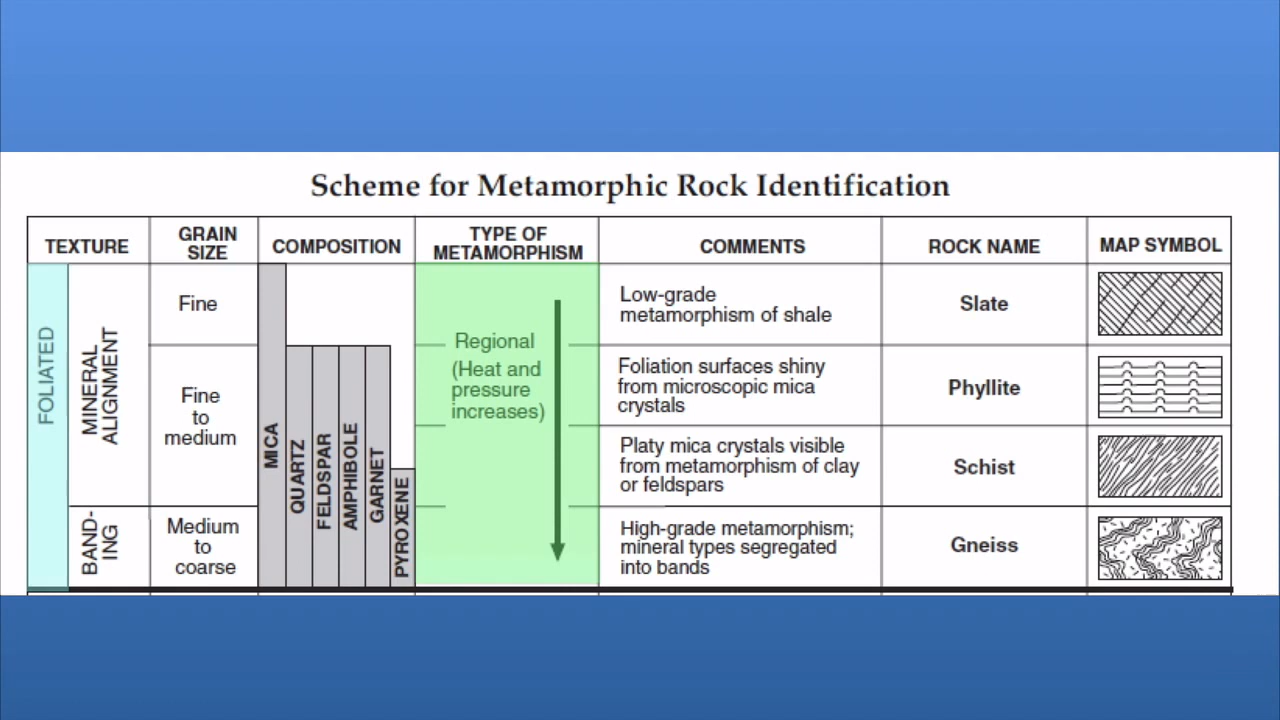 Scheme for Metamorphic Rock Identification
TEXTURE
GRAIN
SIZE
COMPOSITION
TYPE OF
METAMORPHISM
COMMENTS
ROCK NAME
MAP SYMBOL
FOLIATED
MINERAL
ALIGNMENT
BAND-
ING
Fine
Fine
to
medium
Medium
to
coarse
MICA
QUARTZ
FELDSPAR
AMPHIBOLE
GARNET
PYROXENE
Regional
(Heat and
pressure
increases)
Low-grade
metamorphism of shale
Slate
Foliation surfaces shiny
from microscopic mica
crystals
Phyllite
Platy mica crystals visible
from metamorphism of clay
or feldspars
Schist
High-grade metamorphism;
mineral types segregated
into bands
Gneiss